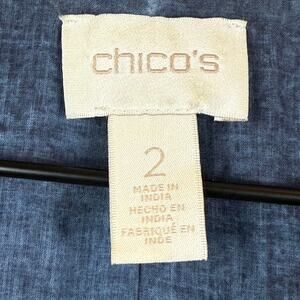 chico's
2
MADE IN
INDIA
HECHO EN
INDIA
FABRIQUÉ EN
INDE